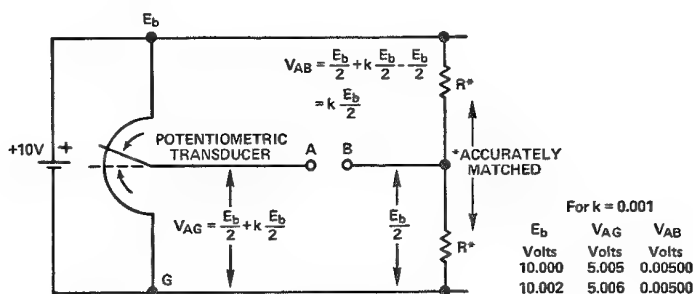 E_b
V_AB = E_b/2 + k E_b/2 - E_b/2
= k E_b/2
R*
+10V
+
POTENTIOMETRIC
TRANSDUCER
A
B
*ACCURATELY
MATCHED
V_AG = E_b/2 + k E_b/2
E_b/2
R*
G
For k = 0.001
E_b V_AG V_AB
Volts Volts Volts
10.000 5.005 0.00500
10.002 5.006 0.00500